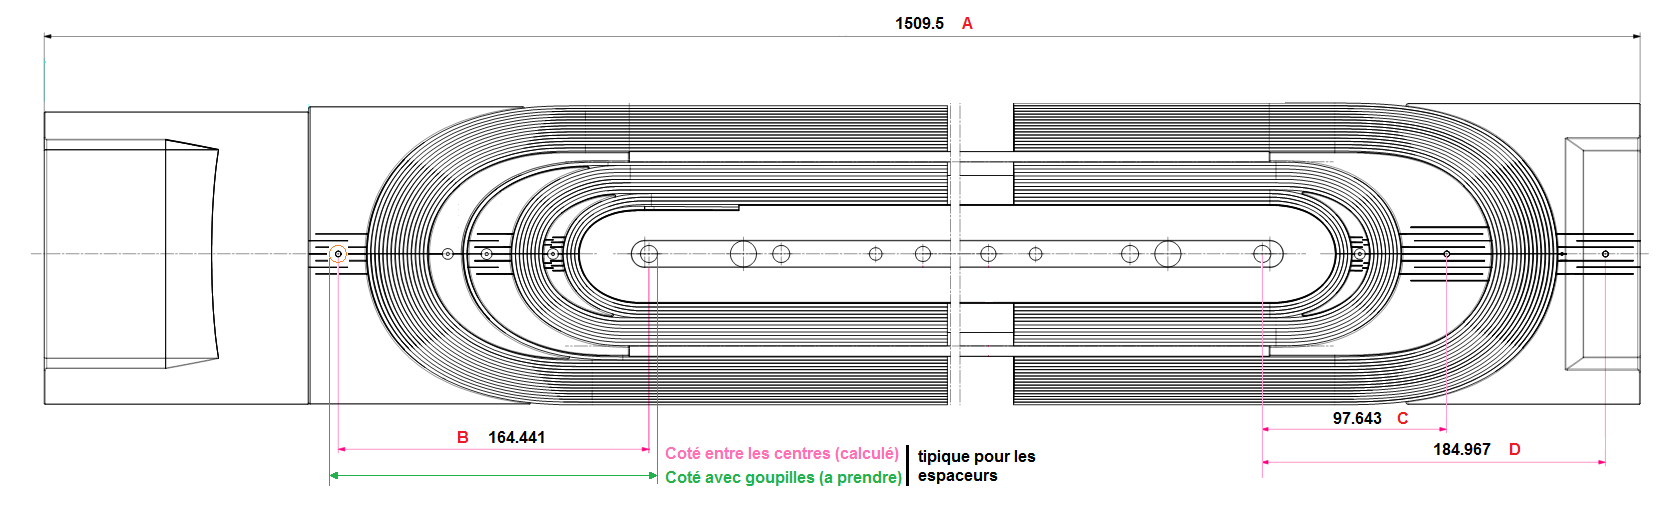 1509.5 A
B 164.441
97.643 C
184.967 D
Coté entre les centres (calculé)
Coté avec goupilles (a prendre)
tipique pour les
espaceurs